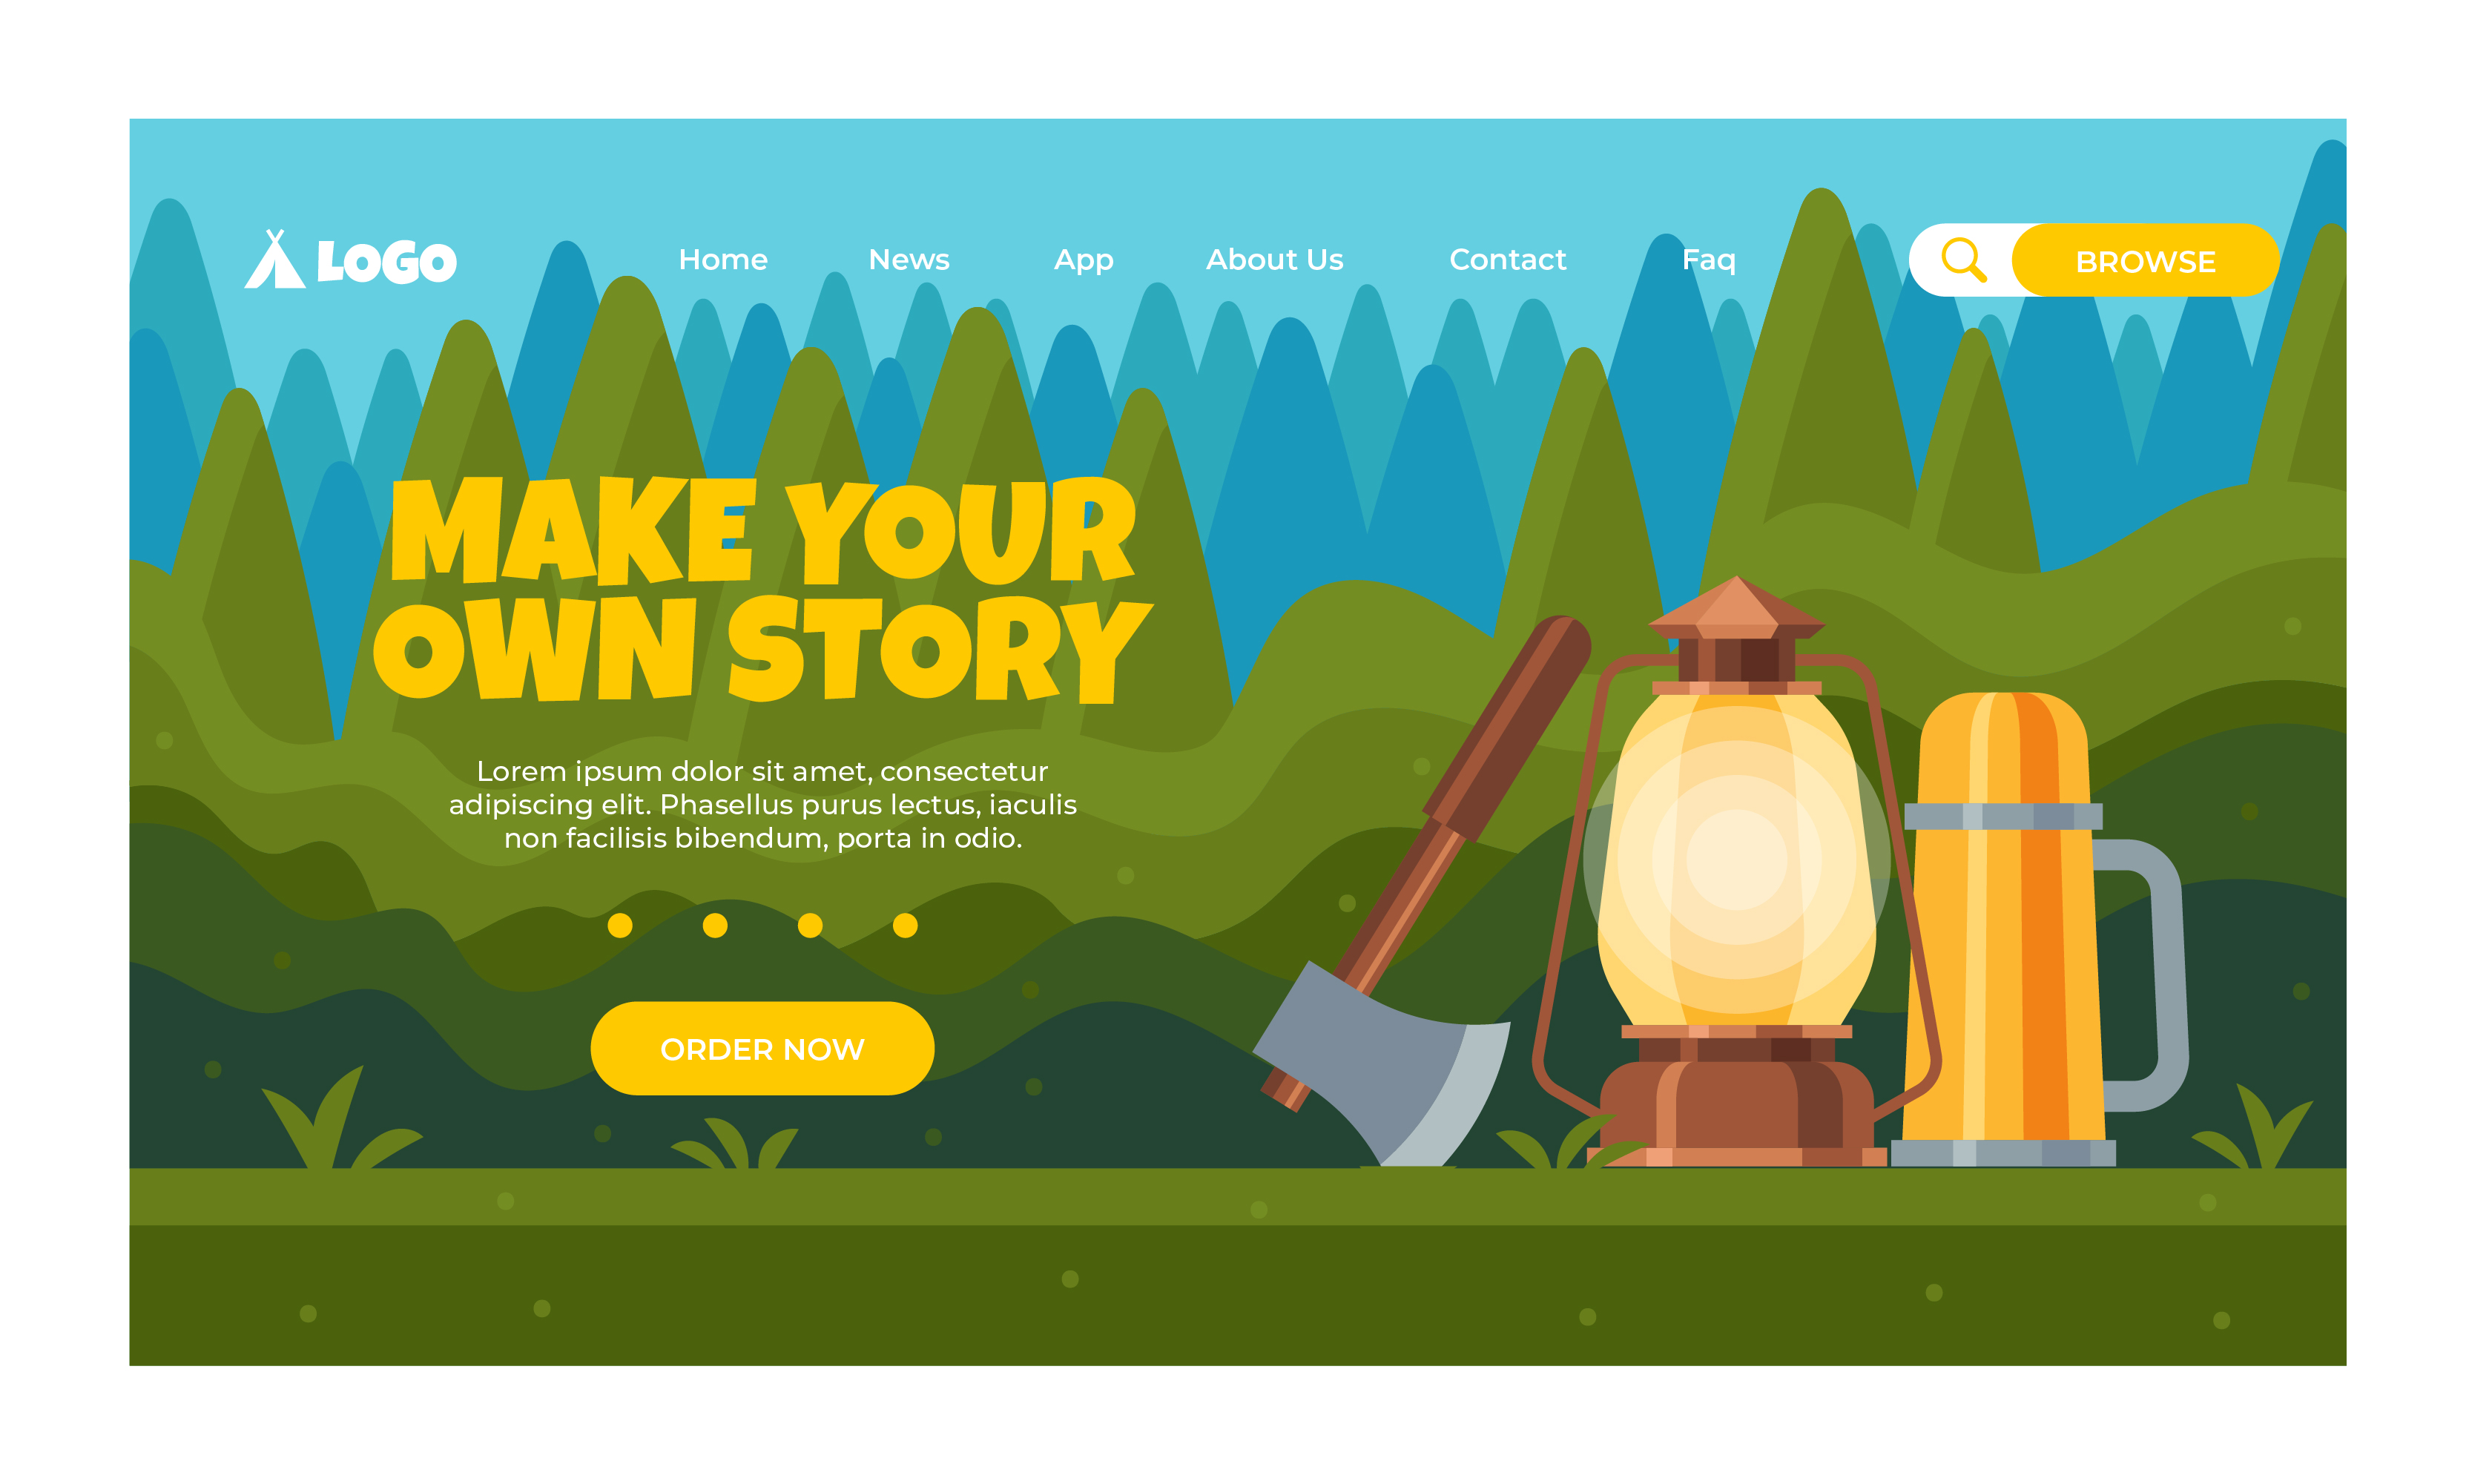 LOGO
Home News App About Us Contact Faq
BROWSE
MAKE YOUR
OWN STORY
Lorem ipsum dolor sit amet, consectetur
adipiscing elit. Phasellus purus lectus, iaculis
non facilisis bibendum, porta in odio.
ORDER NOW